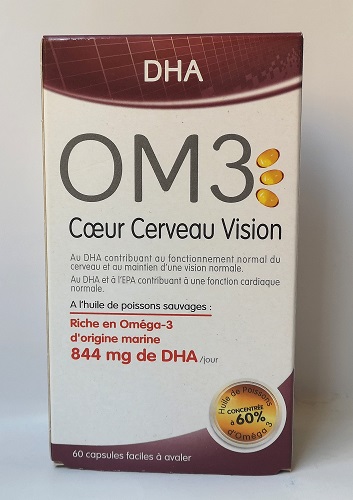 DHA
OM3
Cœur Cerveau Vision
Au DHA contribuant au fonctionnement normal du
cerveau et au maintien d'une vision normale.
Au DHA et à l'EPA contribuant à une fonction cardiaque
normale.
A l'huile de poissons sauvages :
Riche en Oméga-3
d'origine marine
844 mg de DHA /jour
Huile de Poissons
CONCENTRÉE
à 60%
d'Oméga 3
60 capsules faciles à avaler